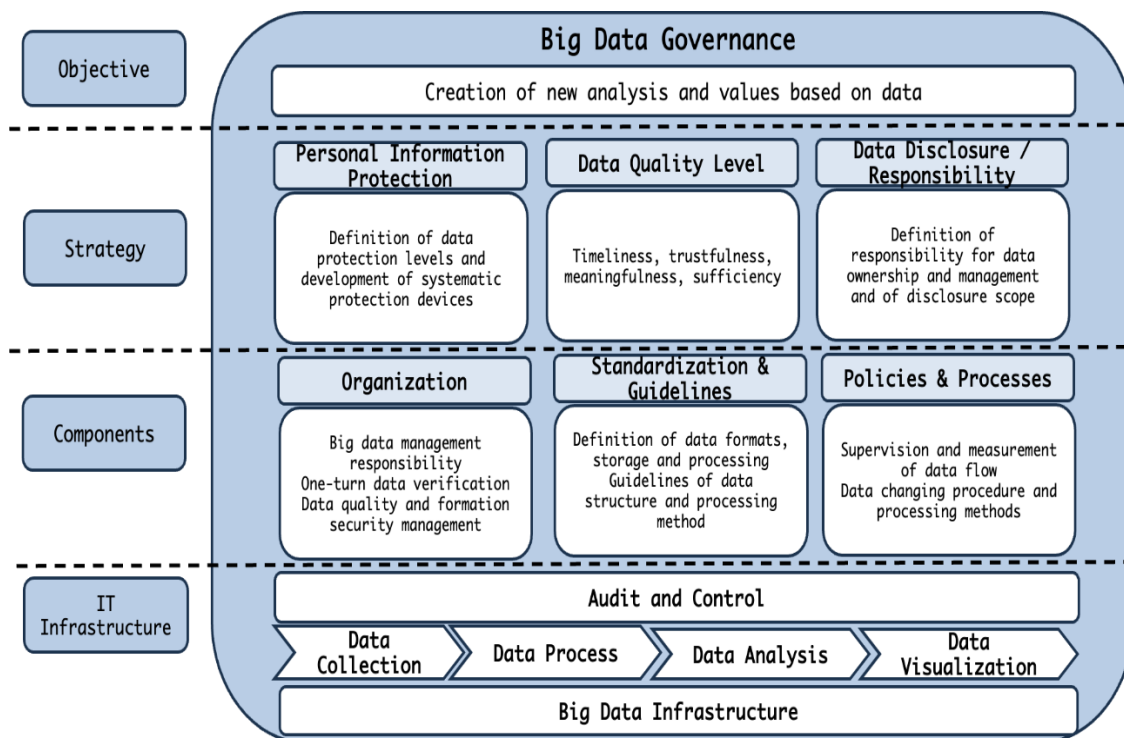 Big Data Governance
Objective
Creation of new analysis and values based on data
Personal Information
Protection
Data Quality Level
Data Disclosure /
Responsibility
Strategy
Definition of data
protection levels and
development of systematic
protection devices
Timeliness, trustfulness,
meaningfulness, sufficiency
Definition of
responsibility for data
ownership and management
and of disclosure scope
Organization
Standardization &
Guidelines
Policies & Processes
Components
Big data management
responsibility
One-turn data verification
Data quality and formation
security management
Definition of data formats,
storage and processing
Guidelines of data
structure and processing
method
Supervision and measurement
of data flow
Data changing procedure and
processing methods
IT
Infrastructure
Audit and Control
Data
Collection
Data Process
Data Analysis
Data
Visualization
Big Data Infrastructure